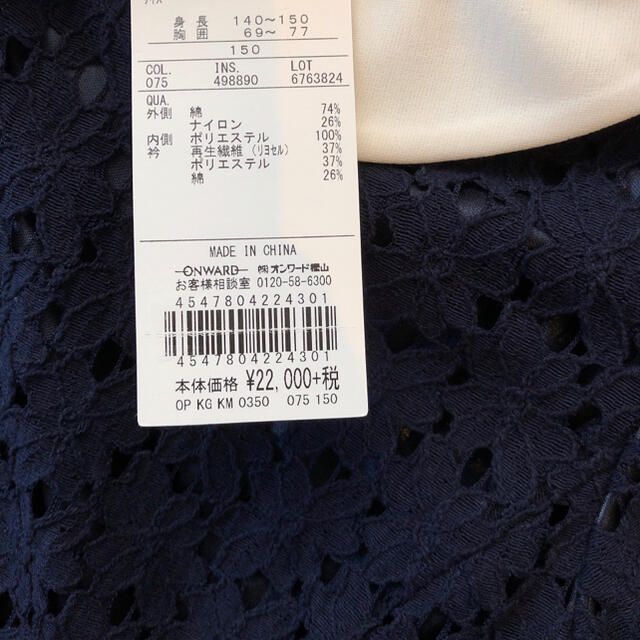 身長 140~150
胸囲 69~ 77
150
COL. INS. LOT
075 498890 6763824
QUA.
外側 綿 74%
ナイロン 26%
内側 ポリエステル 100%
衿 再生繊維 (リヨセル) 37%
ポリエステル 37%
綿 26%
MADE IN CHINA
ONWARD ㈱オンワード樫山
お客様相談室 0120-58-6300
4547804224301
4547804224301
本体価格 ¥22,000+税
OP KG KM 0350 075 150